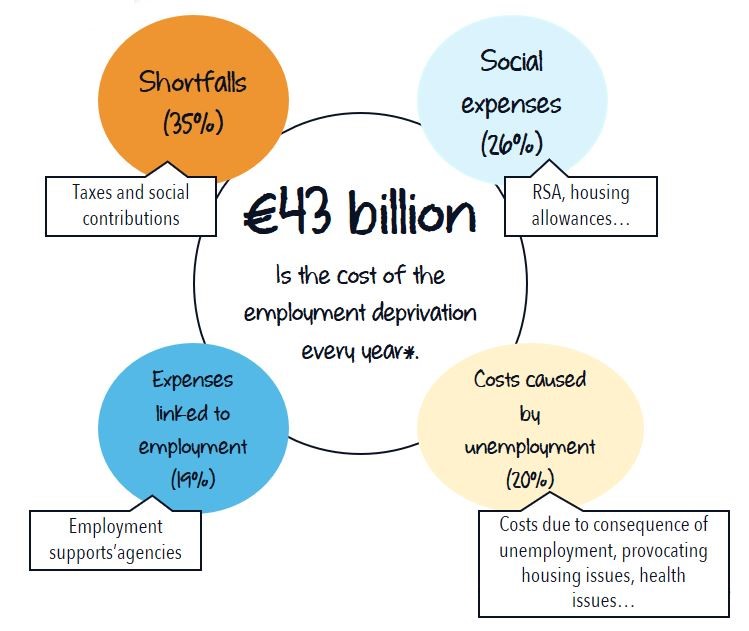 Shortfalls
(35%)
Taxes and social
contributions
Social
expenses
(26%)
RSA, housing
allowances…
€43 billion
Is the cost of the
employment deprivation
every year*.
Expenses
linked to
employment
(19%)
Employment
supports'agencies
Costs caused
by
unemployment
(20%)
Costs due to consequence of
unemployment, provocating
housing issues, health
issues…